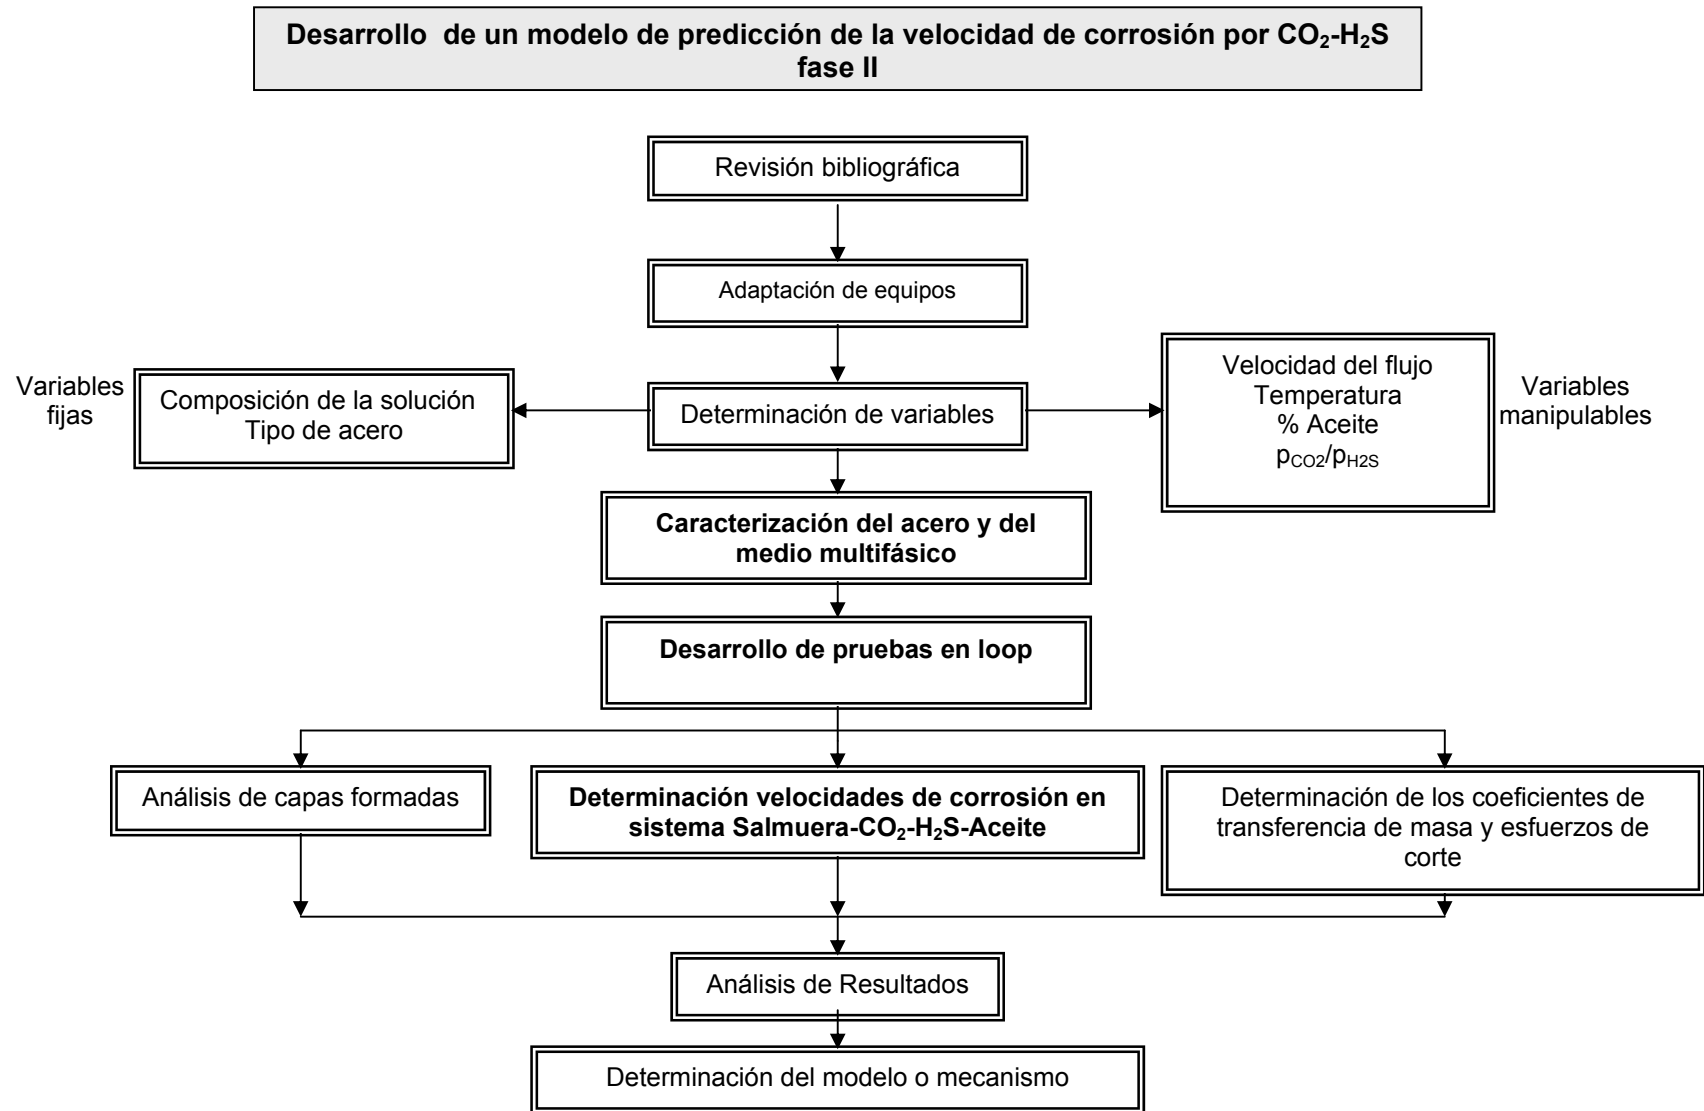 Desarrollo de un modelo de predicción de la velocidad de corrosión por CO₂-H₂S
fase II
Revisión bibliográfica
Adaptación de equipos
Variables
fijas
Composición de la solución
Tipo de acero
Determinación de variables
Velocidad del flujo
Temperatura
% Aceite
pCO2/pH2S
Variables
manipulables
Caracterización del acero y del
medio multifásico
Desarrollo de pruebas en loop
Análisis de capas formadas
Determinación velocidades de corrosión en
sistema Salmuera-CO₂-H₂S-Aceite
Determinación de los coeficientes de
transferencia de masa y esfuerzos de
corte
Análisis de Resultados
Determinación del modelo o mecanismo